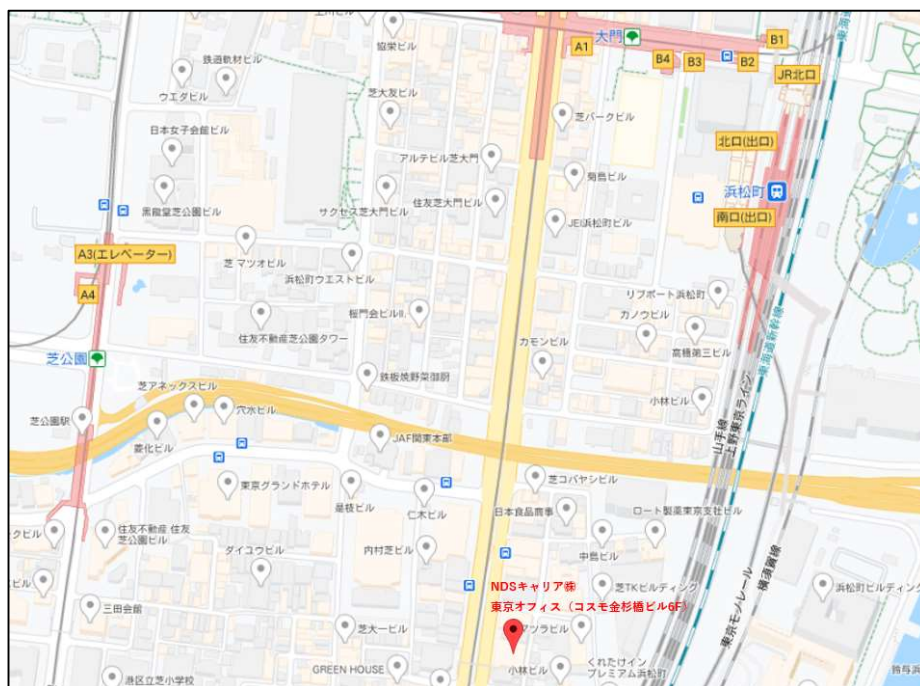 協栄ビル
大門
A1
B1
B4
B3
B2
JR北口
鉄道軌材ビル
ウエダビル
芝大友ビル
芝パークビル
日本女子会館ビル
北口(出口)
アルテビル芝大門
菊島ビル
浜松町
黒龍堂芝公園ビル
サクセス芝大門ビル
住友芝大門ビル
JEI浜松町ビル
南口(出口)
A3(エレベーター)
芝 マツオビル
浜松町ウエストビル
A4
リブポート浜松町
桜門会ビルII
カノウビル
住友不動産芝公園タワー
カモンビル
高橋第三ビル
東海道新幹線
芝公園
鉄板焼野菜御厨
芝アネックスビル
小林ビル
穴水ビル
山手線
上野東京ライン
芝公園駅
菱化ビル
JAF関東本部
芝コバヤシビル
東京グランドホテル
是枝ビル
仁木ビル
日本食品商事
ロート製薬東京支社ビル
住友不動産 住友
芝公園ビル
ダイユウビル
内村芝ビル
中島ビル
東京モノレール
横須賀線
NDSキャリア㈱
東京オフィス（コスモ金杉橋ビル6F）
芝TKビルディング
浜松町ビルディング
三田会館
芝大一ビル
マツラビル
GREEN HOUSE
小林ビル
くれたけイン
プレミアム浜松町
港区立芝小学校
鈴与浜